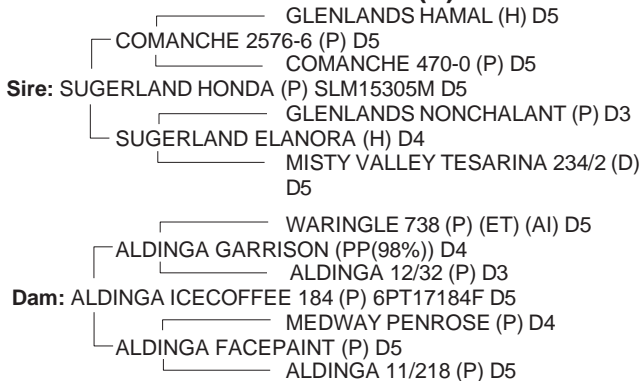 GLENLANDS HAMAL (H) D5
COMANCHE 2576-6 (P) D5
COMANCHE 470-0 (P) D5
Sire: SUGERLAND HONDA (P) SLM15305M D5
GLENLANDS NONCHALANT (P) D3
SUGERLAND ELANORA (H) D4
MISTY VALLEY TESARINA 234/2 (D)
D5
WARINGLE 738 (P) (ET) (AI) D5
ALDINGA GARRISON (PP(98%)) D4
ALDINGA 12/32 (P) D3
Dam: ALDINGA ICECOFFEE 184 (P) 6PT17184F D5
MEDWAY PENROSE (P) D4
ALDINGA FACEPAINT (P) D5
ALDINGA 11/218 (P) D5